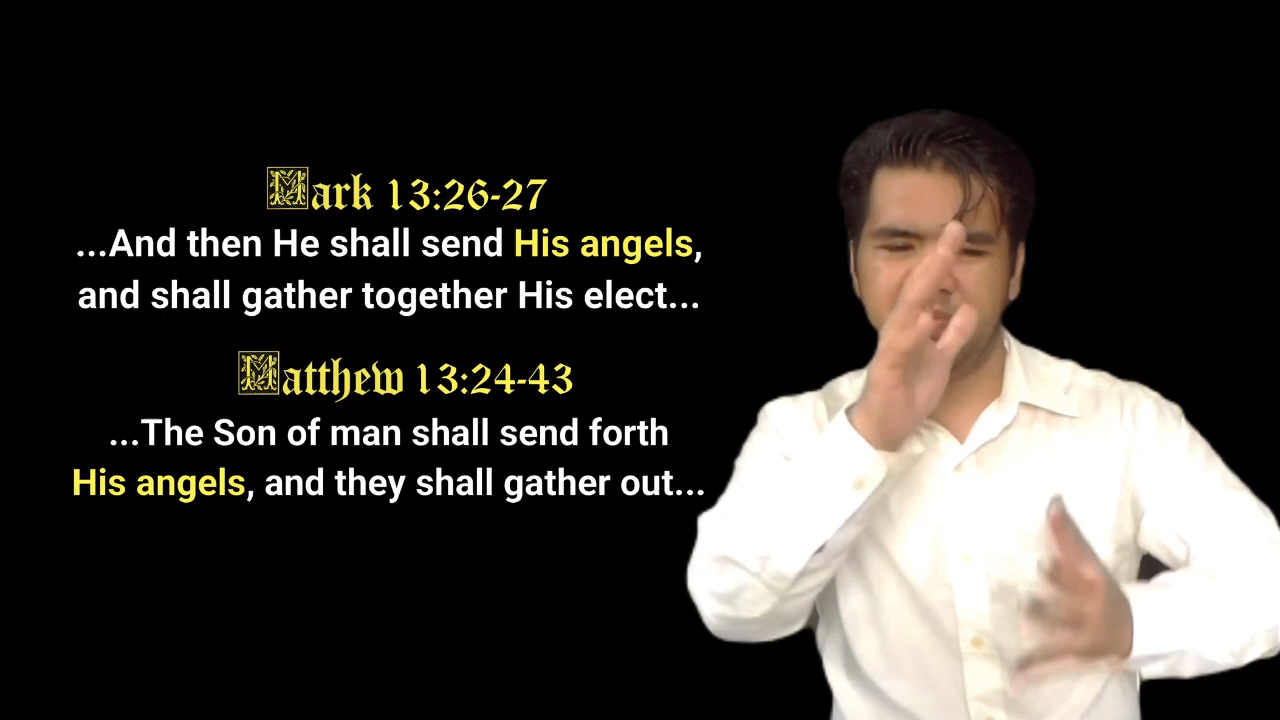 Mark 13:26-27
...And then He shall send His angels,
and shall gather together His elect...
Matthew 13:24-43
...The Son of man shall send forth
His angels, and they shall gather out...